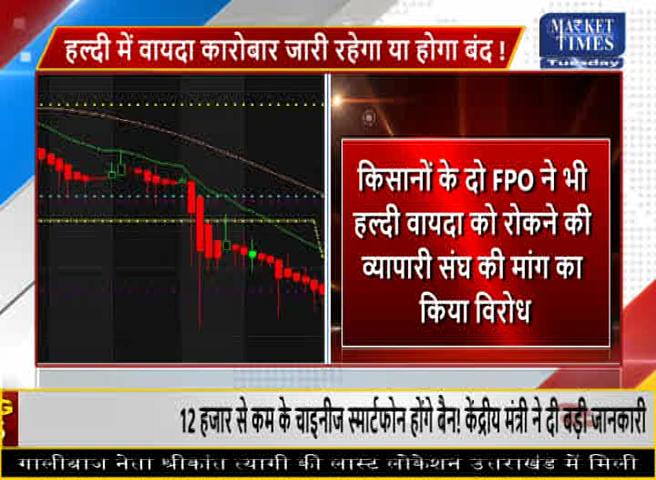 हल्दी में वायदा कारोबार जारी रहेगा या होगा बंद !
MARKET
TIMES
Tuesday
किसानों के दो FPO ने भी
हल्दी वायदा को रोकने की
व्यापारी संघ की मांग का
किया विरोध
12 हजार से कम के चाइनीज स्मार्टफोन होंगे बैन! केंद्रीय मंत्री ने दी बड़ी जानकारी
गालीबाज नेता श्रीकांत त्यागी की लास्ट लोकेशन उत्तराखंड में मिली